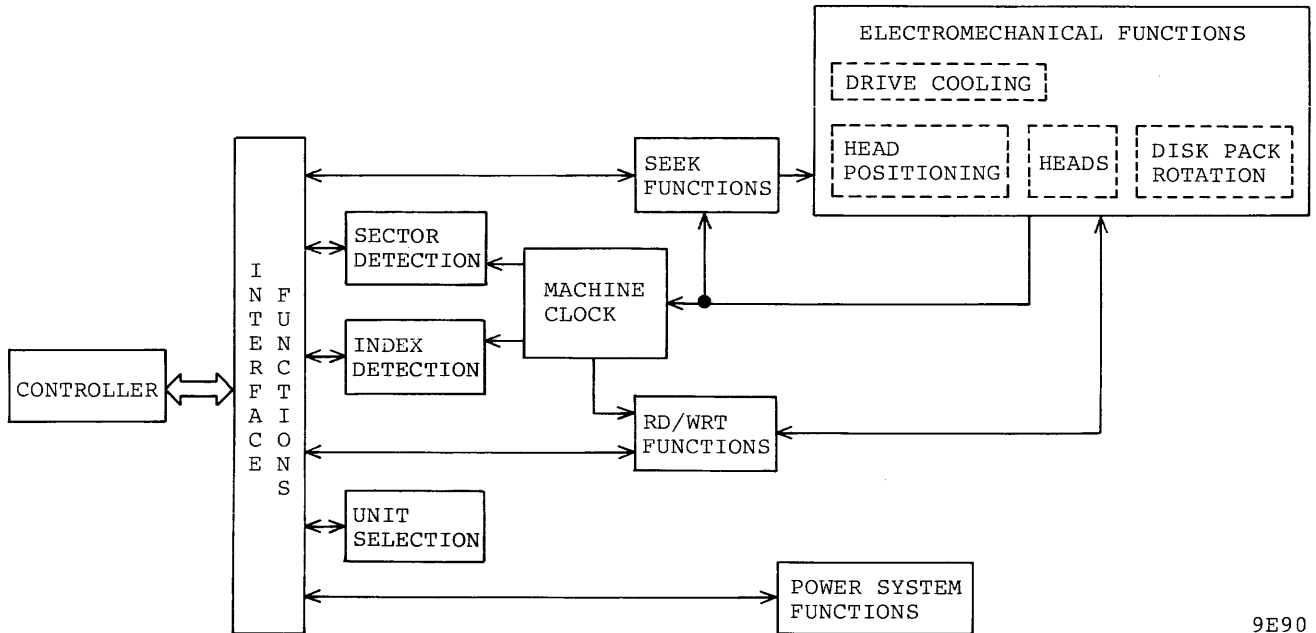 ELECTROMECHANICAL FUNCTIONS
DRIVE COOLING
HEAD
POSITIONING
HEADS
DISK PACK
ROTATION
SEEK
FUNCTIONS
SECTOR
DETECTION
MACHINE
CLOCK
INDEX
DETECTION
INTERFACE
FUNCTIONS
CONTROLLER
RD/WRT
FUNCTIONS
UNIT
SELECTION
POWER SYSTEM
FUNCTIONS
9E90